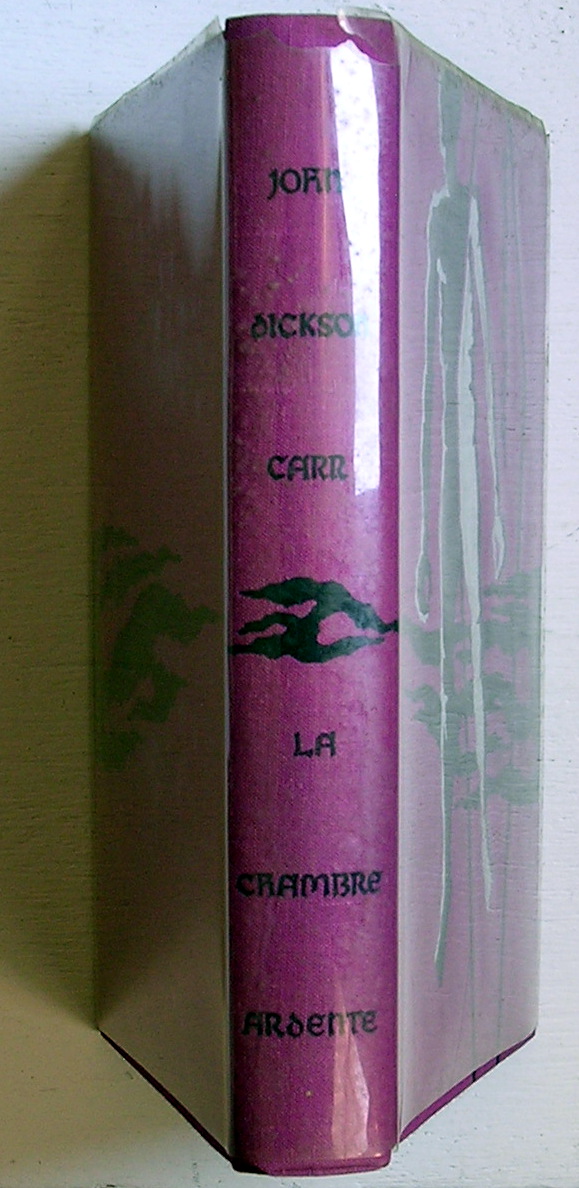 JOHN
DICKSON
CARR
LA
CHAMBRE
ARDENTE